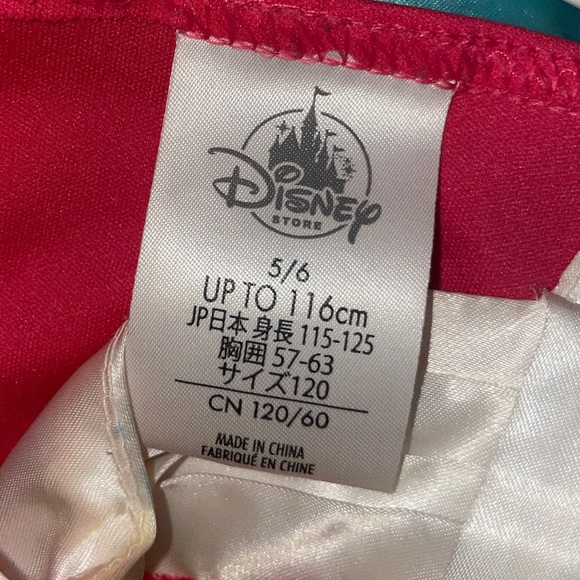 Disney
STORE
5/6
UP TO 116cm
JP日本 身長 115-125
胸囲 57-63
サイズ120
CN 120/60
MADE IN CHINA
FABRIQUÉ EN CHINE